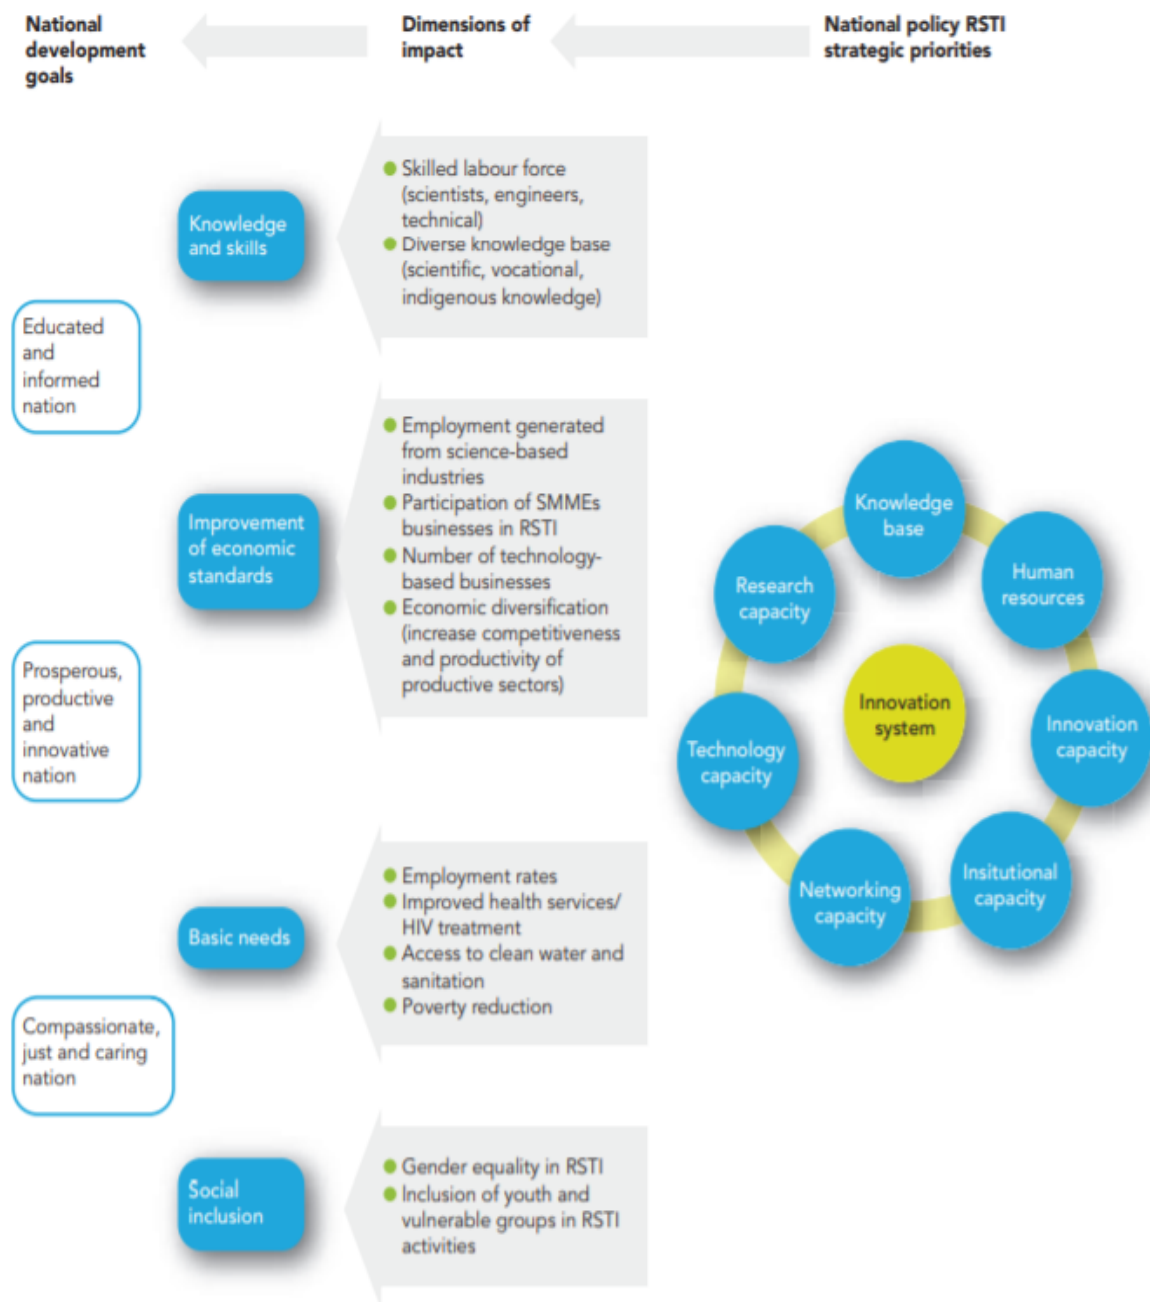 National
development
goals
Dimensions of
impact
National policy RSTI
strategic priorities
Knowledge
and skills
Skilled labour force
(scientists, engineers,
technical)
Diverse knowledge base
(scientific, vocational,
indigenous knowledge)
Educated
and
informed
nation
Improvement
of economic
standards
Employment generated
from science-based
industries
Participation of SMMEs
businesses in RSTI
Number of technology-
based businesses
Economic diversification
(increase competitiveness
and productivity of
productive sectors)
Prosperous,
productive
and
innovative
nation
Basic needs
Employment rates
Improved health services/
HIV treatment
Access to clean water and
sanitation
Poverty reduction
Compassionate,
just and caring
nation
Social
inclusion
Gender equality in RSTI
Inclusion of youth and
vulnerable groups in RSTI
activities
Knowledge
base
Human
resources
Innovation
capacity
Insitutional
capacity
Networking
capacity
Technology
capacity
Research
capacity
Innovation
system